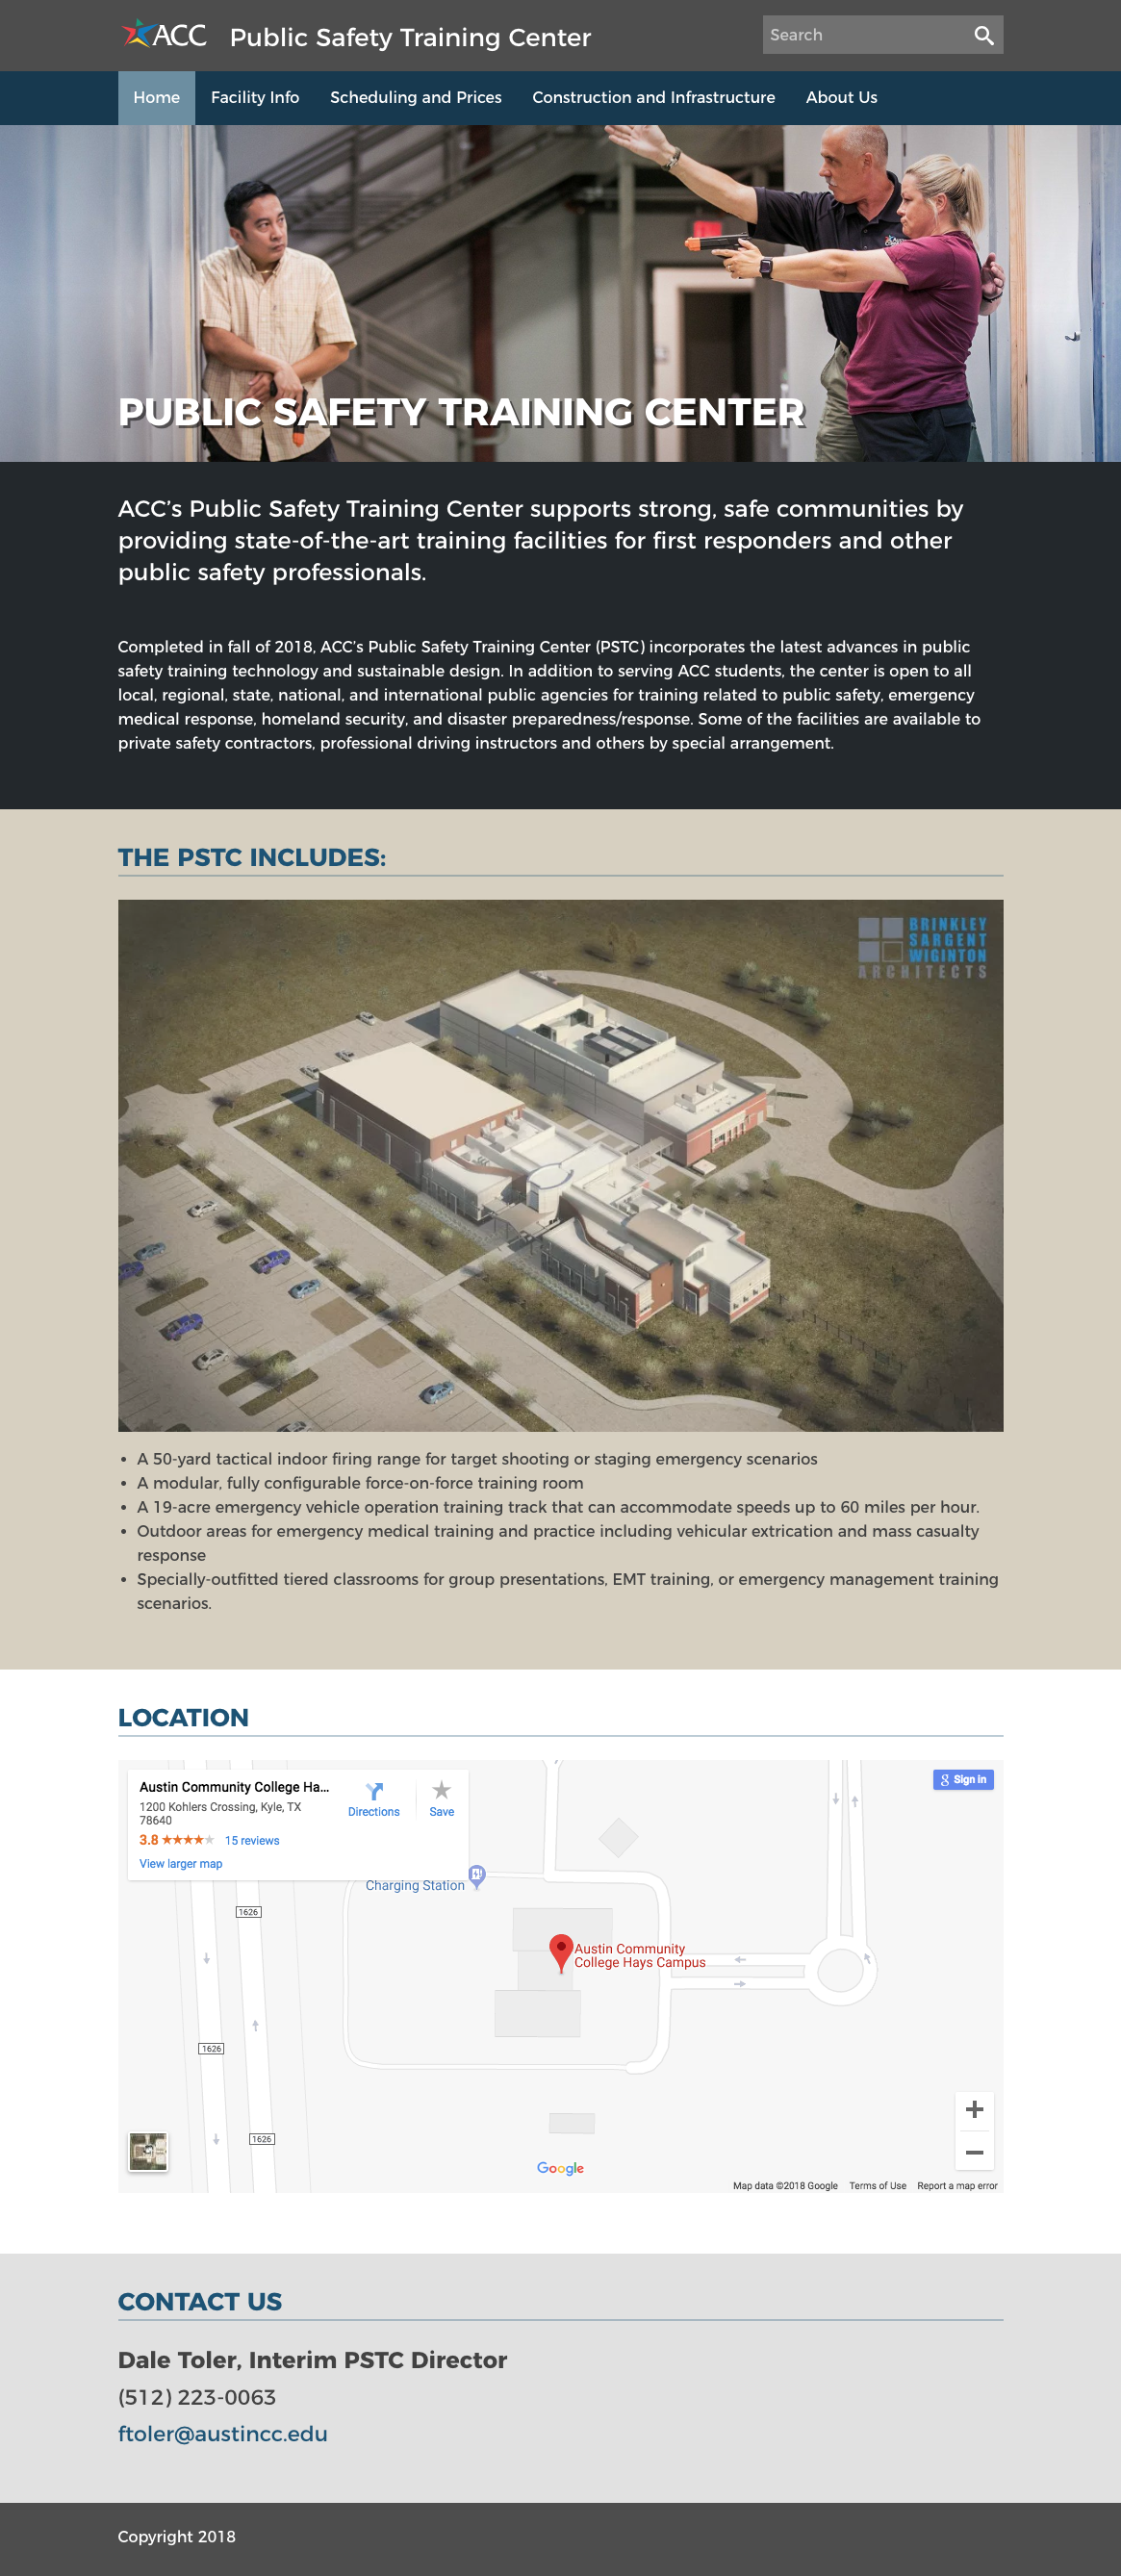 ACC
Public Safety Training Center
Search
Home
Facility Info
Scheduling and Prices
Construction and Infrastructure
About Us
PUBLIC SAFETY TRAINING CENTER
ACC’s Public Safety Training Center supports strong, safe communities by
providing state-of-the-art training facilities for first responders and other
public safety professionals.
Completed in fall of 2018, ACC’s Public Safety Training Center (PSTC) incorporates the latest advances in public
safety training technology and sustainable design. In addition to serving ACC students, the center is open to all
local, regional, state, national, and international public agencies for training related to public safety, emergency
medical response, homeland security, and disaster preparedness/response. Some of the facilities are available to
private safety contractors, professional driving instructors and others by special arrangement.
THE PSTC INCLUDES:
BRINKLEY
SARGENT
WIGINTON
ARCHITECTS
• A 50-yard tactical indoor firing range for target shooting or staging emergency scenarios
• A modular, fully configurable force-on-force training room
• A 19-acre emergency vehicle operation training track that can accommodate speeds up to 60 miles per hour.
• Outdoor areas for emergency medical training and practice including vehicular extrication and mass casualty
response
• Specially-outfitted tiered classrooms for group presentations, EMT training, or emergency management training
scenarios.
LOCATION
Austin Community College Ha...
1200 Kohlers Crossing, Kyle, TX
78640
3.8 ★★★★★ 15 reviews
View larger map
Directions
Save
Sign in
Charging Station
1626
Austin Community
College Hays Campus
1626
1626
Google
Map data ©2018 Google
Terms of Use
Report a map error
CONTACT US
Dale Toler, Interim PSTC Director
(512) 223-0063
ftoler@austincc.edu
Copyright 2018